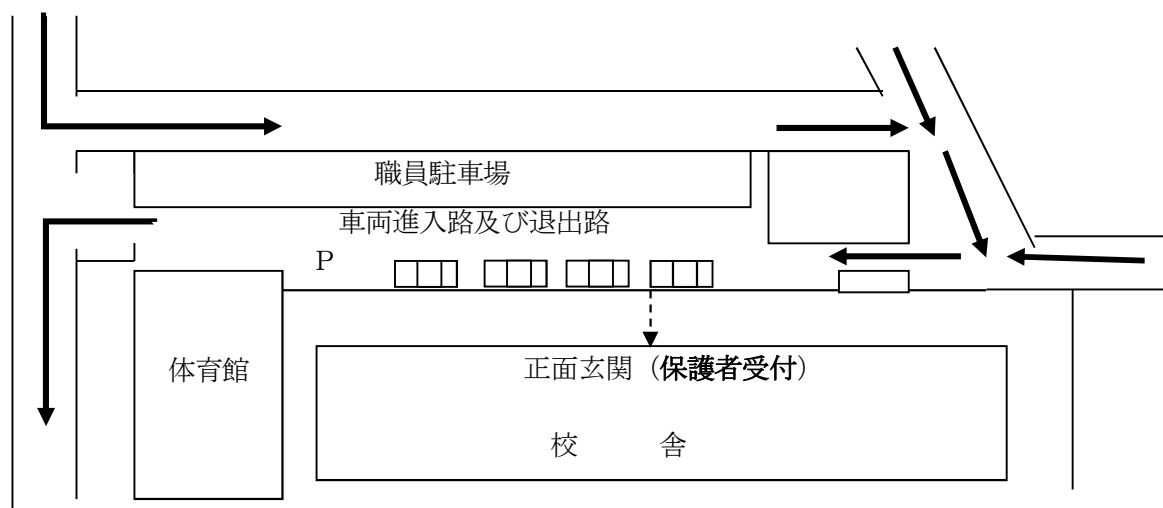 職員駐車場
車両進入路及び退出路
P
体育館
正面玄関（保護者受付）
校　　舎